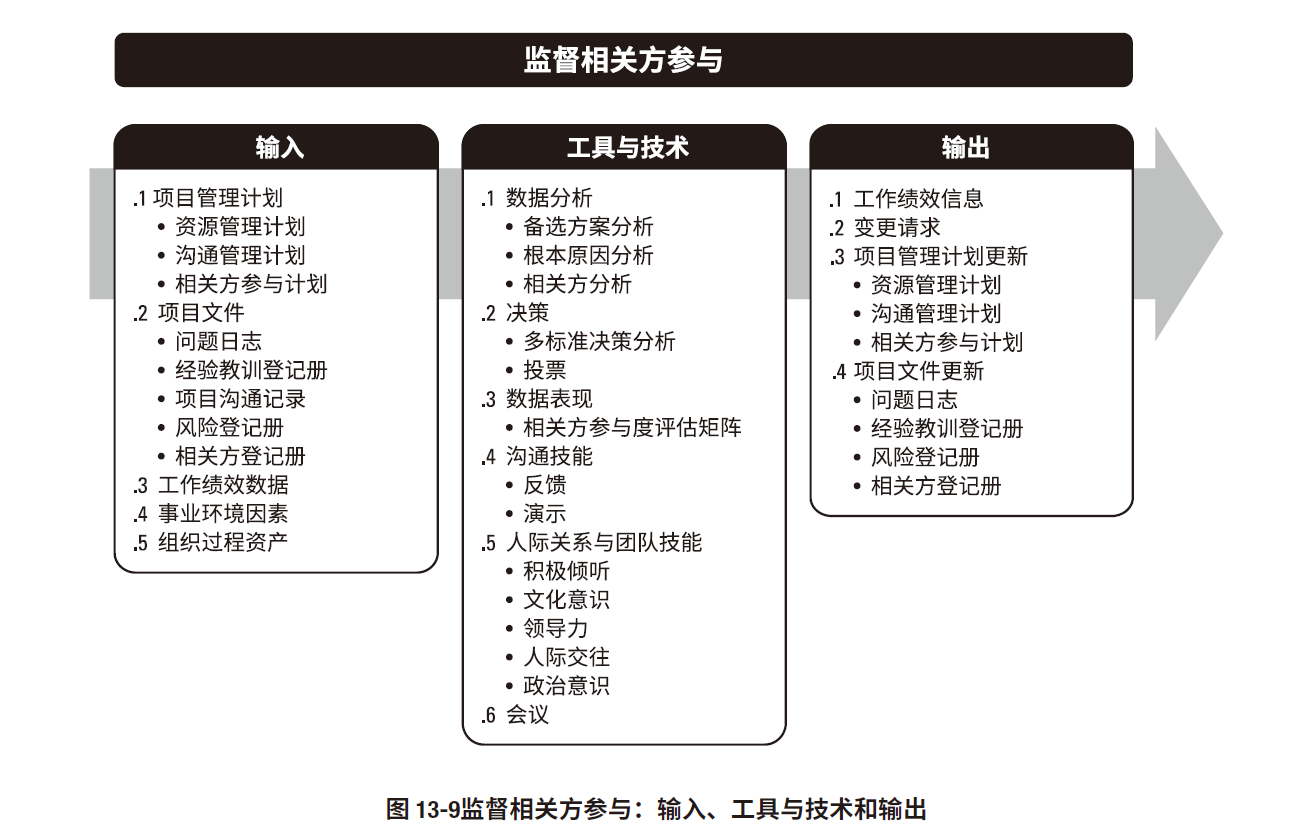 监督相关方参与
输入
.1 项目管理计划
• 资源管理计划
• 沟通管理计划
• 相关方参与计划
.2 项目文件
• 问题日志
• 经验教训登记册
• 项目沟通记录
• 风险登记册
• 相关方登记册
.3 工作绩效数据
.4 事业环境因素
.5 组织过程资产
工具与技术
.1 数据分析
• 备选方案分析
• 根本原因分析
• 相关方分析
.2 决策
• 多标准决策分析
• 投票
.3 数据表现
• 相关方参与度评估矩阵
.4 沟通技能
• 反馈
• 演示
.5 人际关系与团队技能
• 积极倾听
• 文化意识
• 领导力
• 人际交往
• 政治意识
.6 会议
输出
.1 工作绩效信息
.2 变更请求
.3 项目管理计划更新
• 资源管理计划
• 沟通管理计划
• 相关方参与计划
.4 项目文件更新
• 问题日志
• 经验教训登记册
• 风险登记册
• 相关方登记册
图 13-9监督相关方参与：输入、工具与技术和输出